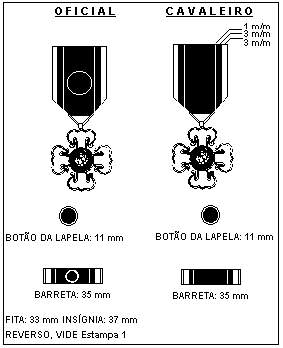 OFICIAL
CAVALEIRO
1 m/m
3 m/m
3 m/m
BOTÃO DA LAPELA: 11 mm
BOTÃO DA LAPELA: 11 mm
BARRETA: 35 mm
BARRETA: 35 mm
FITA: 33 mm INSÍGNIA: 37 mm
REVERSO, VIDE Estampa 1